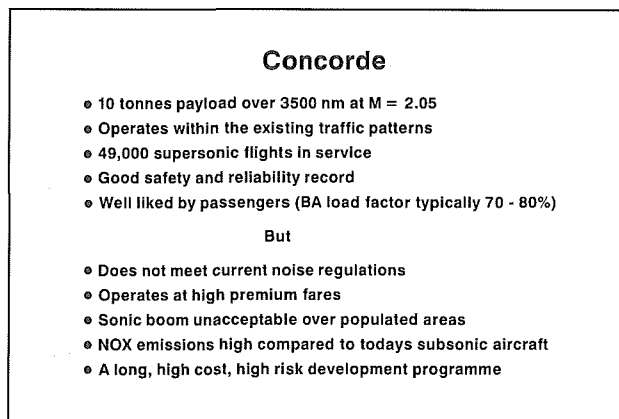 Concorde
• 10 tonnes payload over 3500 nm at M = 2.05
• Operates within the existing traffic patterns
• 49,000 supersonic flights in service
• Good safety and reliability record
• Well liked by passengers (BA load factor typically 70 - 80%)
But
• Does not meet current noise regulations
• Operates at high premium fares
• Sonic boom unacceptable over populated areas
• NOX emissions high compared to todays subsonic aircraft
• A long, high cost, high risk development programme